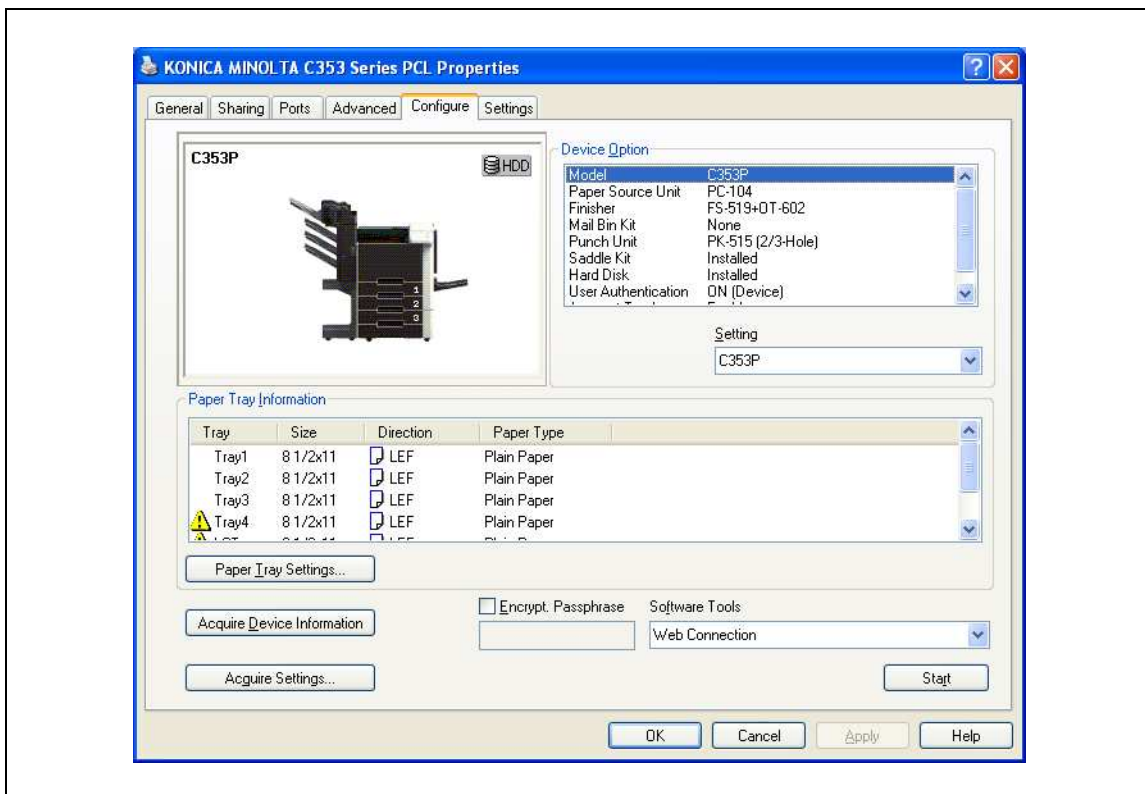 KONICA MINOLTA C353 Series PCL Properties
General Sharing Ports Advanced Configure Settings
C353P
HDD
1
2
3
Device Option
Model C353P
Paper Source Unit PC-104
Finisher FS-519+OT-602
Mail Bin Kit None
Punch Unit PK-515 (2/3-Hole)
Saddle Kit Installed
Hard Disk Installed
User Authentication ON (Device)
Setting
C353P
Paper Tray Information
Tray Size Direction Paper Type
Tray1 8 1/2x11 LEF Plain Paper
Tray2 8 1/2x11 LEF Plain Paper
Tray3 8 1/2x11 LEF Plain Paper
Tray4 8 1/2x11 LEF Plain Paper
Paper Tray Settings...
Acquire Device Information
Encrypt. Passphrase
Software Tools
Web Connection
Acquire Settings...
Start
OK Cancel Apply Help